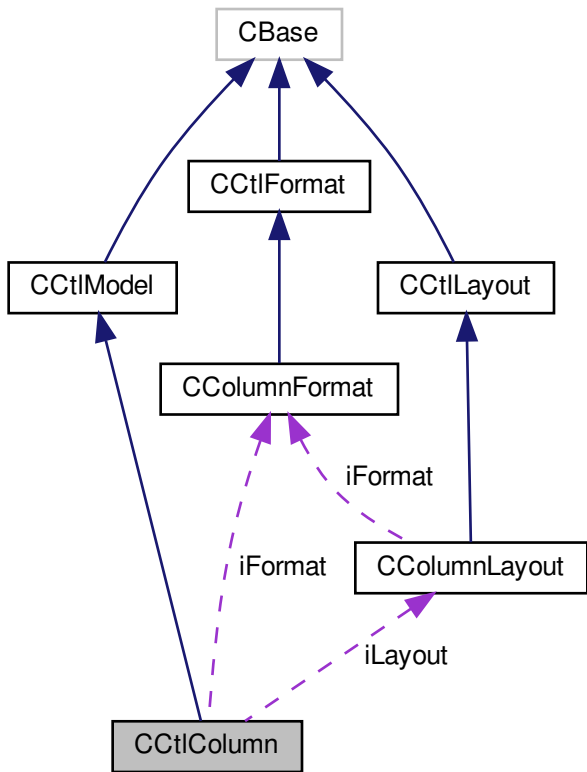 CBase
CCtlFormat
CCtlModel
CCtlLayout
CColumnFormat
iFormat
iFormat
CColumnLayout
iLayout
CCtlColumn